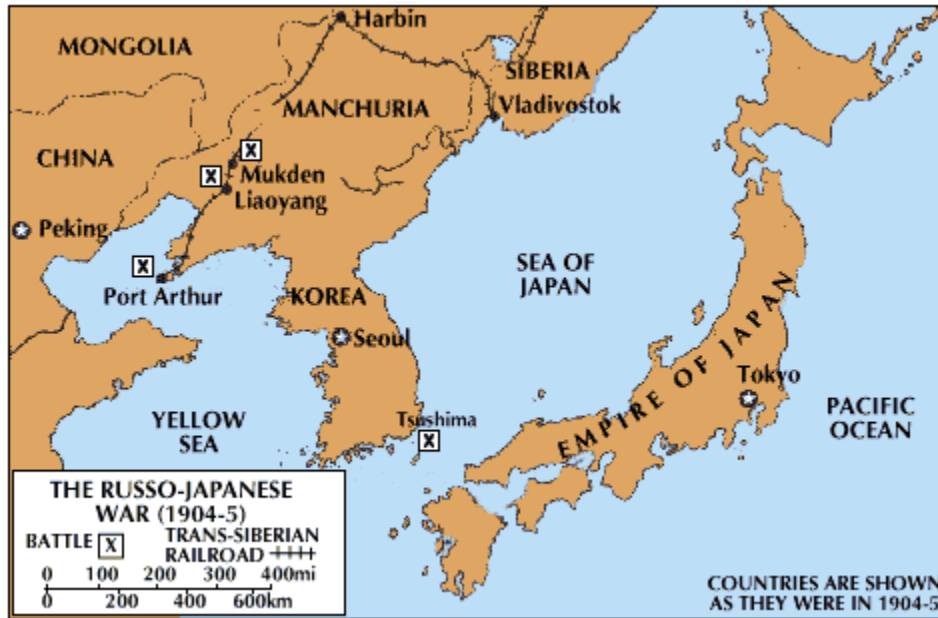 Harbin
MONGOLIA
SIBERIA
MANCHURIA
Vladivostok
CHINA
X
X
Mukden
Liaoyang
Peking
X
Port Arthur
KOREA
SEA OF
JAPAN
Seoul
EMPIRE OF JAPAN
Tokyo
YELLOW
SEA
Tsushima
X
PACIFIC
OCEAN
THE RUSSO-JAPANESE
WAR (1904-5)
BATTLE X
TRANS-SIBERIAN
RAILROAD
0 100 200 300 400mi
0 200 400 600km
COUNTRIES ARE SHOWN
AS THEY WERE IN 1904-5